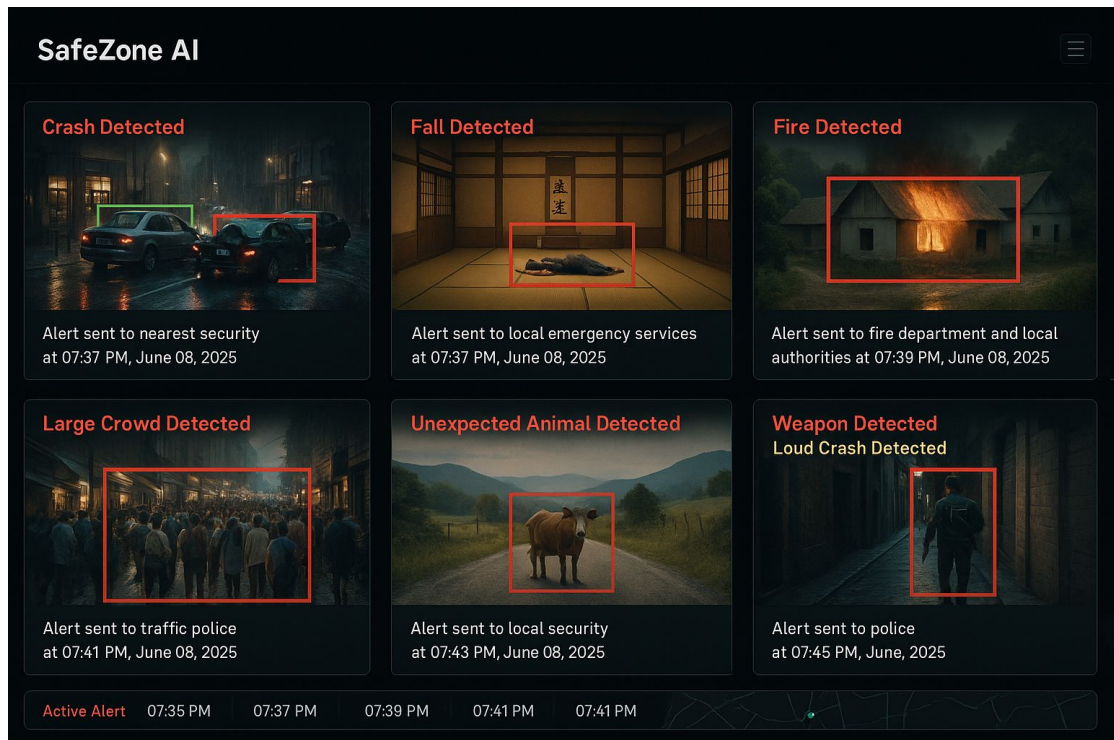 SafeZone AI
Crash Detected
Alert sent to nearest security
at 07:37 PM, June 08, 2025
Fall Detected
Alert sent to local emergency services
at 07:37 PM, June 08, 2025
Fire Detected
Alert sent to fire department and local
authorities at 07:39 PM, June 08, 2025
Large Crowd Detected
Alert sent to traffic police
at 07:41 PM, June 08, 2025
Unexpected Animal Detected
Alert sent to local security
at 07:43 PM, June 08, 2025
Weapon Detected
Loud Crash Detected
Alert sent to police
at 07:45 PM, June, 2025
Active Alert 07:35 PM 07:37 PM 07:39 PM 07:41 PM 07:41 PM